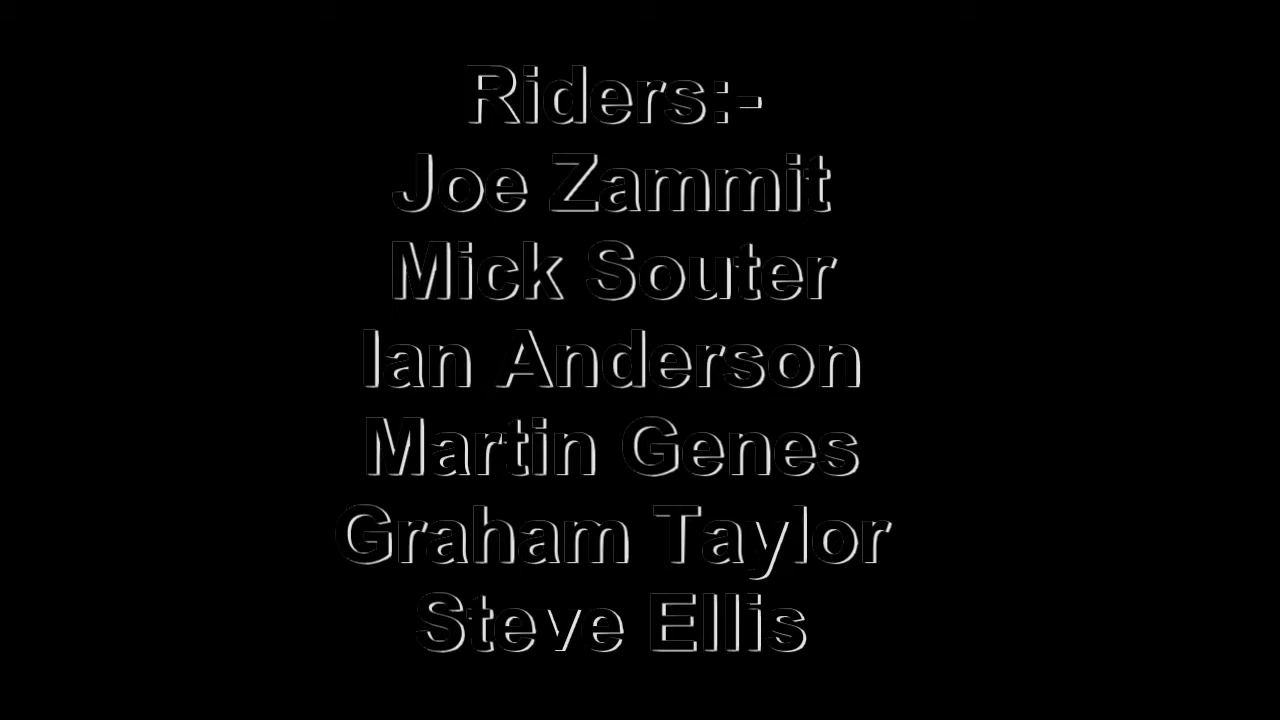 Riders:-
Joe Zammit
Mick Souter
Ian Anderson
Martin Genes
Graham Taylor
Steve Ellis